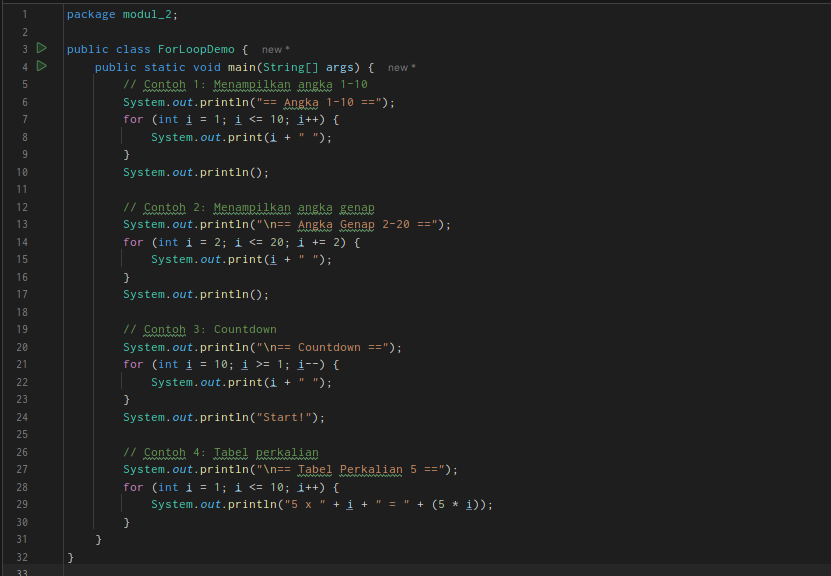 1 package modul_2;
2
3 public class ForLoopDemo {  new *
4     public static void main(String[] args) {  new *
5         // Contoh 1: Menampilkan angka 1-10
6         System.out.println("== Angka 1-10 ==");
7         for (int i = 1; i <= 10; i++) {
8             System.out.print(i + " ");
9         }
10         System.out.println();
11
12         // Contoh 2: Menampilkan angka genap
13         System.out.println("\n== Angka Genap 2-20 ==");
14         for (int i = 2; i <= 20; i += 2) {
15             System.out.print(i + " ");
16         }
17         System.out.println();
18
19         // Contoh 3: Countdown
20         System.out.println("\n== Countdown ==");
21         for (int i = 10; i >= 1; i--) {
22             System.out.print(i + " ");
23         }
24         System.out.println("Start!");
25
26         // Contoh 4: Tabel perkalian
27         System.out.println("\n== Tabel Perkalian 5 ==");
28         for (int i = 1; i <= 10; i++) {
29             System.out.println("5 x " + i + " = " + (5 * i));
30         }
31     }
32 }
33